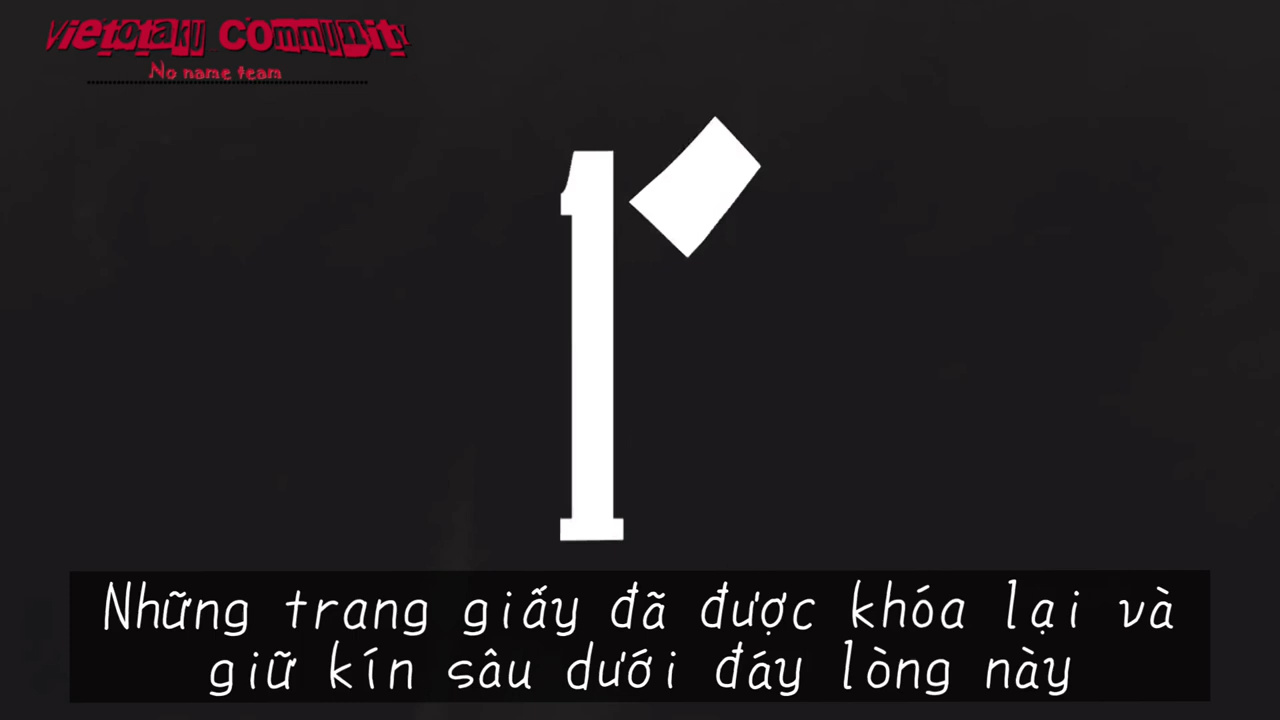 Vietotaku Community
No name team
Những trang giấy đã được khóa lại và
giữ kín sâu dưới đáy lòng này